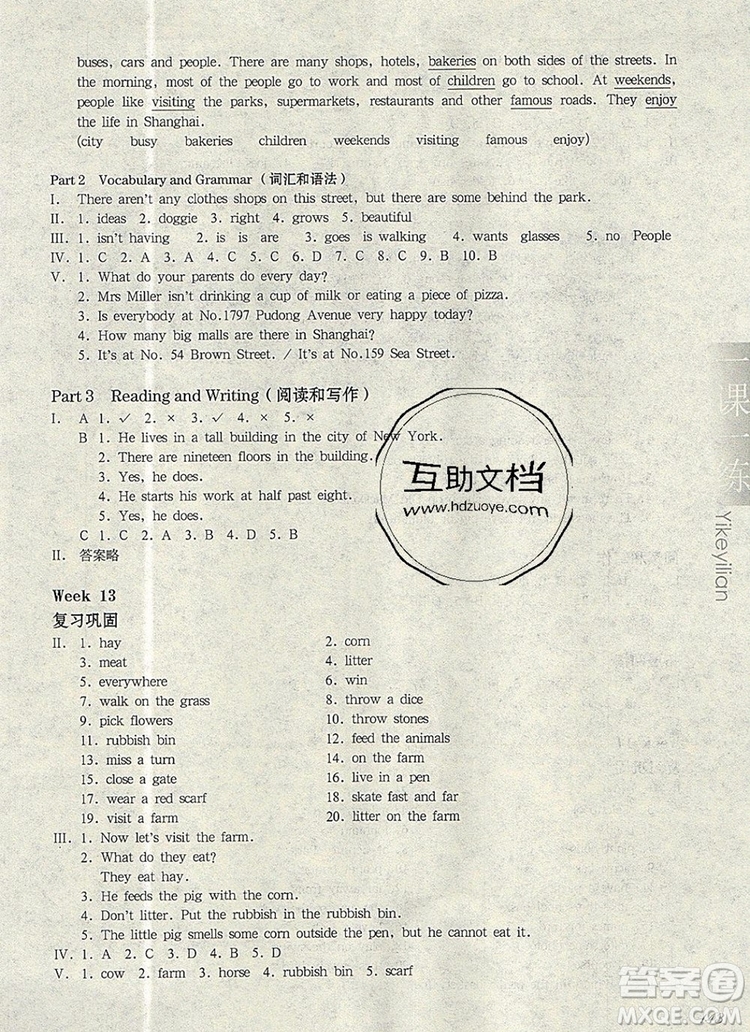 buses, cars and people. There are many shops, hotels, bakeries on both sides of the streets. In
the morning, most of the people go to work and most of children go to school. At weekends,
people like visiting the parks, supermarkets, restaurants and other famous roads. They enjoy
the life in Shanghai.
(city busy bakeries children weekends visiting famous enjoy)
Part 2 Vocabulary and Grammar（词汇和语法）
I. There aren't any clothes shops on this street, but there are some behind the park.
II. 1. ideas 2. doggie 3. right 4. grows 5. beautiful
III. 1. isn't having 2. is is are 3. goes is walking 4. wants glasses 5. no People
IV. 1. C 2. A 3. A 4. C 5. B 6. C 7. D 8. A 9. B 10. B
V. 1. What do your parents do every day?
2. Mrs Miller isn't drinking a cup of milk or eating a piece of pizza.
3. Is everybody at No.1797 Pudong Avenue very happy today?
4. How many big malls are there in Shanghai?
5. It's at No. 54 Brown Street. / It's at No.159 Sea Street.
Part 3 Reading and Writing（阅读和写作）
I. A 1. ✓ 2. × 3. ✓ 4. × 5. ×
B 1. He lives in a tall building in the city of New York.
2. There are nineteen floors in the building.
3. Yes, he does.
4. He starts his work at half past eight.
5. Yes, he does.
C 1. C 2. A 3. D 4. D 5. B
II. 答案略
Week 13
复习巩固
II. 1. hay 2. corn
3. meat 4. litter
5. everywhere 6. win
7. walk on the grass 8. throw a dice
9. pick flowers 10. throw stones
11. rubbish bin 12. feed the animals
13. miss a turn 14. on the farm
15. close a gate 16. live in a pen
17. wear a red scarf 18. skate fast and far
19. visit a farm 20. litter on the farm
III. 1. Now let's visit the farm.
2. What do they eat?
They eat hay.
3. He feeds the pig with the corn.
4. Don't litter. Put the rubbish in the rubbish bin.
5. The little pig smells some corn outside the pen, but he cannot eat it.
IV. 1. C 2. A 3. B 4. B 5. D
V. 1. cow 2. farm 3. horse 4. rubbish bin 5. scarf
一课一练
Yikeyilian
互助文档
www.hdzuoye.com
答案圈
MXQE.COM